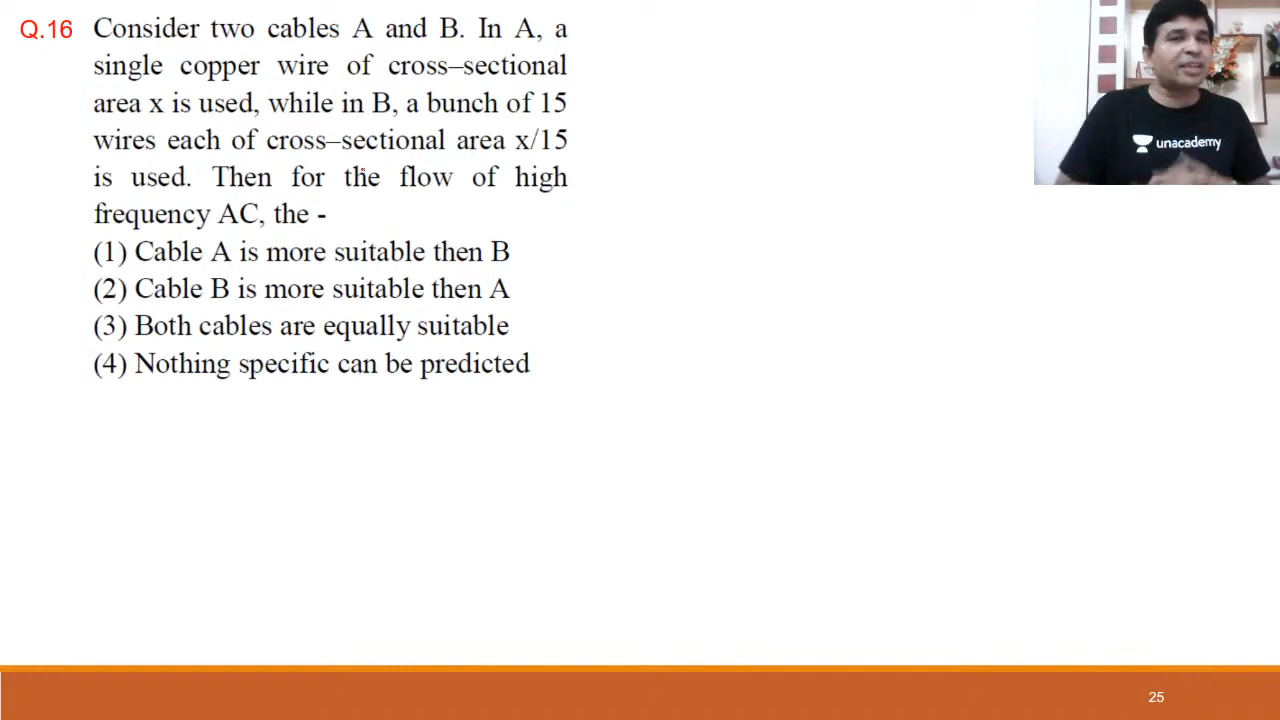 Q.16 Consider two cables A and B. In A, a
single copper wire of cross–sectional
area x is used, while in B, a bunch of 15
wires each of cross–sectional area x/15
is used. Then for the flow of high
frequency AC, the -
(1) Cable A is more suitable then B
(2) Cable B is more suitable then A
(3) Both cables are equally suitable
(4) Nothing specific can be predicted
unacademy
25